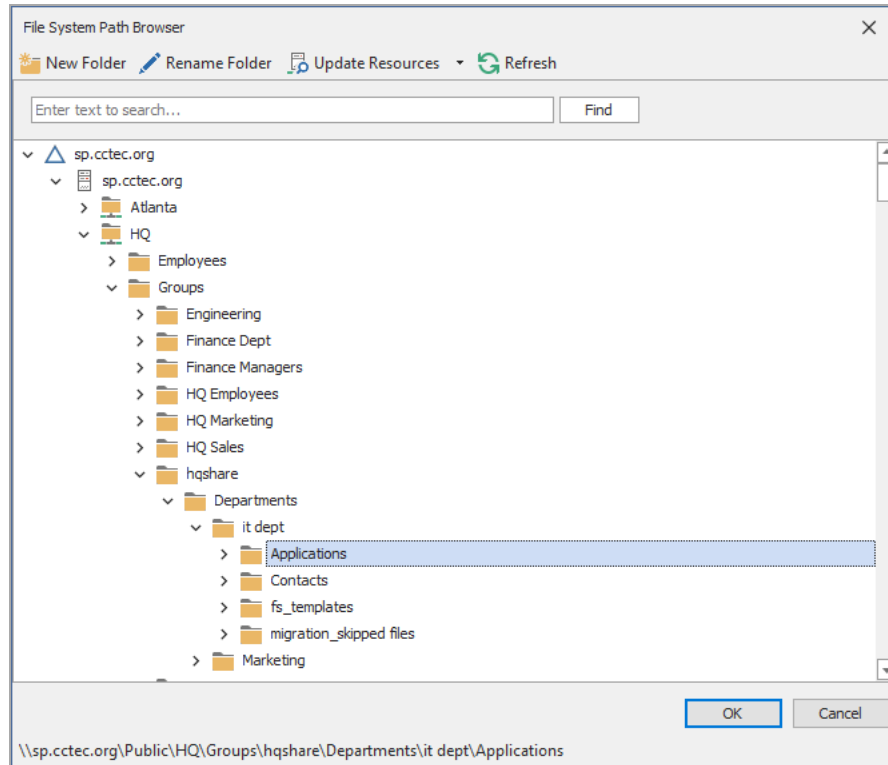 File System Path Browser
New Folder Rename Folder Update Resources Refresh
Enter text to search... Find
sp.cctec.org
sp.cctec.org
Atlanta
HQ
Employees
Groups
Engineering
Finance Dept
Finance Managers
HQ Employees
HQ Marketing
HQ Sales
hqshare
Departments
it dept
Applications
Contacts
fs_templates
migration_skipped files
Marketing
OK Cancel
\\sp.cctec.org\Public\HQ\Groups\hqshare\Departments\it dept\Applications